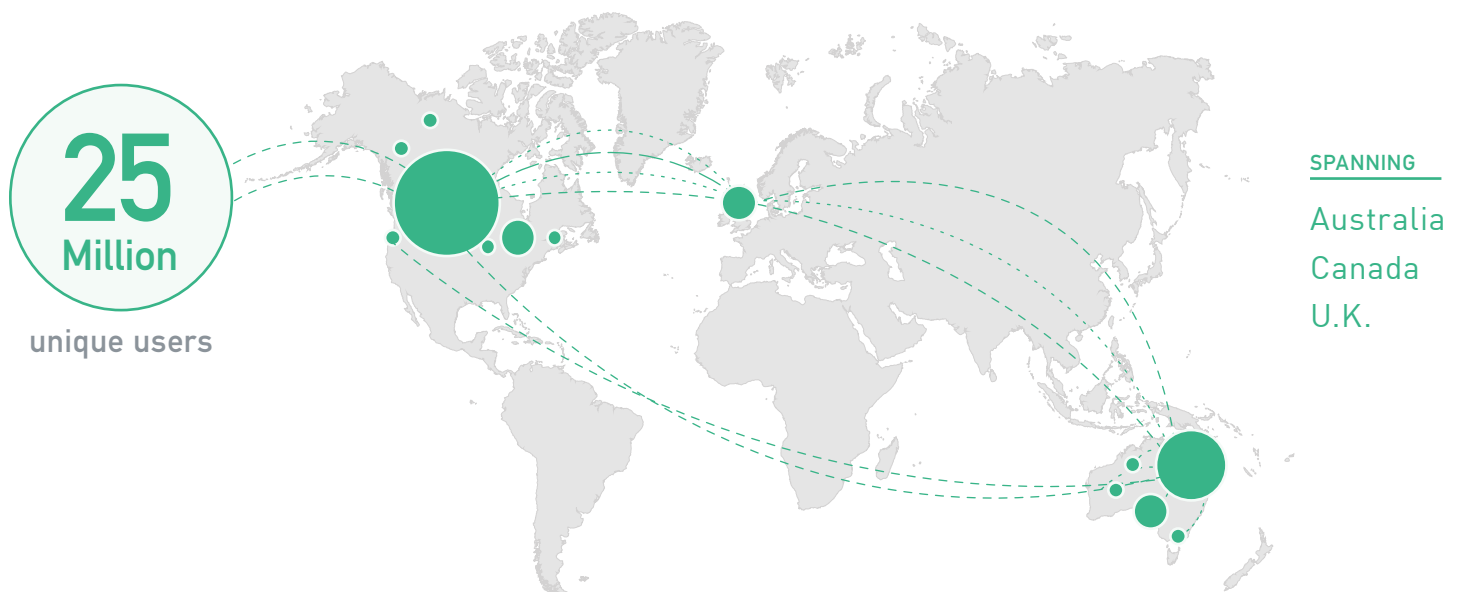 25
Million
unique users
SPANNING
Australia
Canada
U.K.